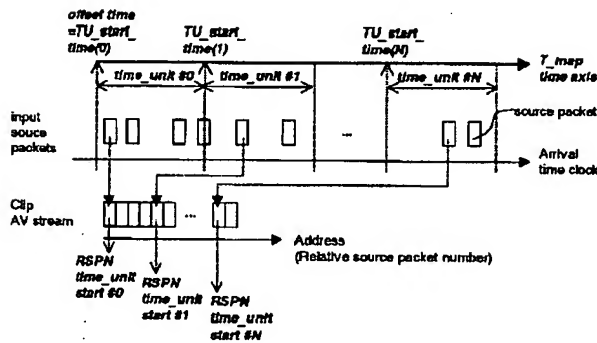 offset time
=TU_start_
time(0)
TU_start_
time(1)
TU_start_
time(N)
T_map
time axis
time_unit #0
time_unit #1
time_unit #N
source packet
input
souce
packets
...
Arrival
time clock
Clip
AV stream
...
Address
(Relative source packet number)
RSPN
time_unit
start #0
RSPN
time_unit
start #1
RSPN
time_unit
start #N